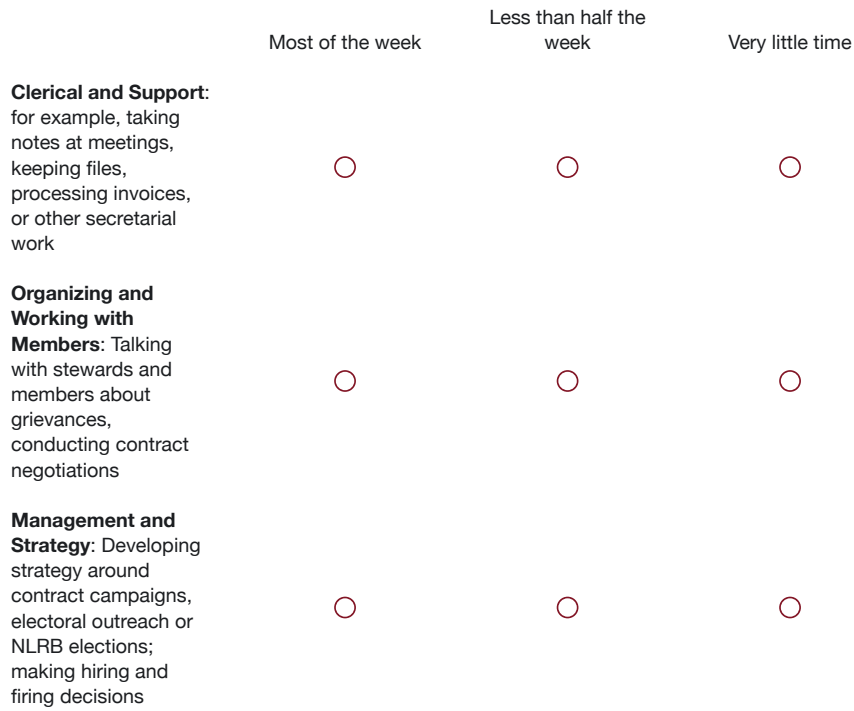 Most of the week
Less than half the
week
Very little time
Clerical and Support:
for example, taking
notes at meetings,
keeping files,
processing invoices,
or other secretarial
work
Organizing and
Working with
Members: Talking
with stewards and
members about
grievances,
conducting contract
negotiations
Management and
Strategy: Developing
strategy around
contract campaigns,
electoral outreach or
NLRB elections;
making hiring and
firing decisions